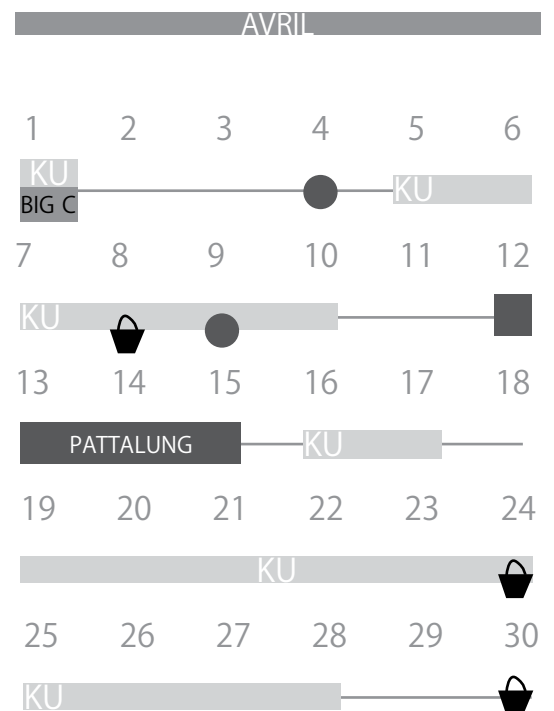 AVRIL
1 2 3 4 5 6
KU
BIG C
KU
7 8 9 10 11 12
KU
13 14 15 16 17 18
PATTALUNG KU
19 20 21 22 23 24
KU
25 26 27 28 29 30
KU